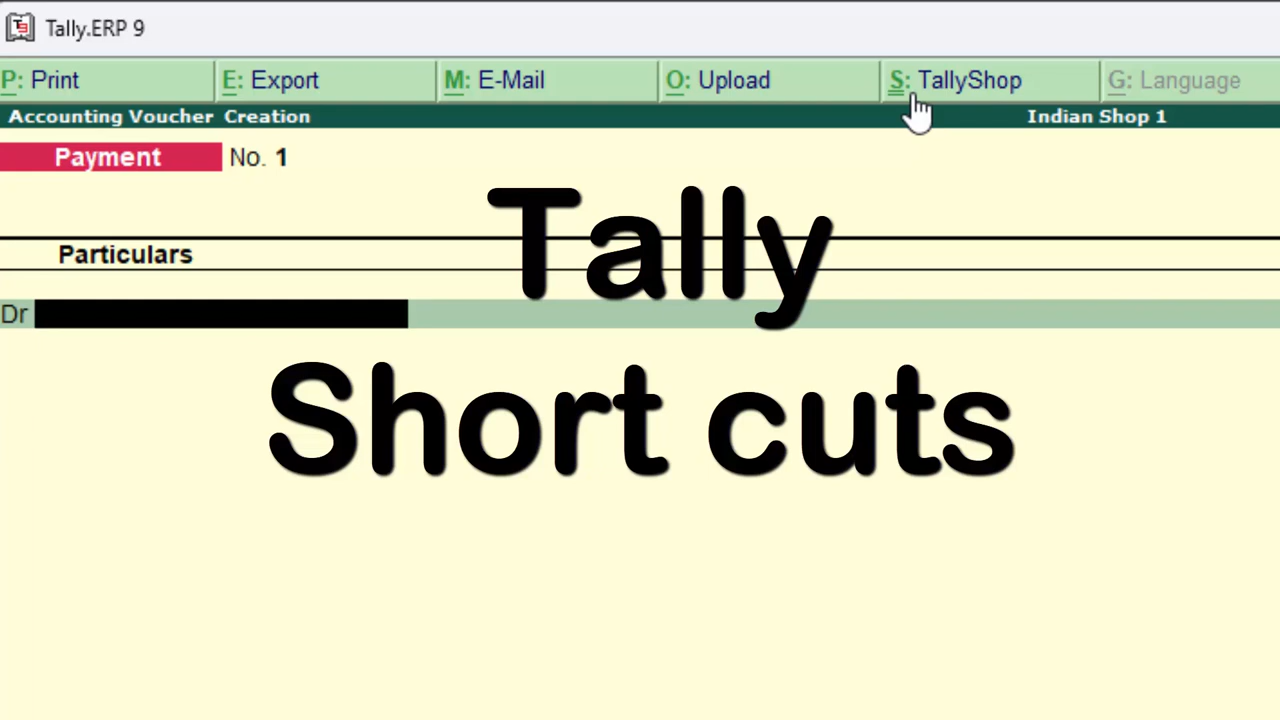 Tally.ERP 9
P: Print E: Export M: E-Mail O: Upload S: TallyShop G: Language
Accounting Voucher Creation Indian Shop 1
Payment No. 1
Tally
Particulars
Dr
Short cuts